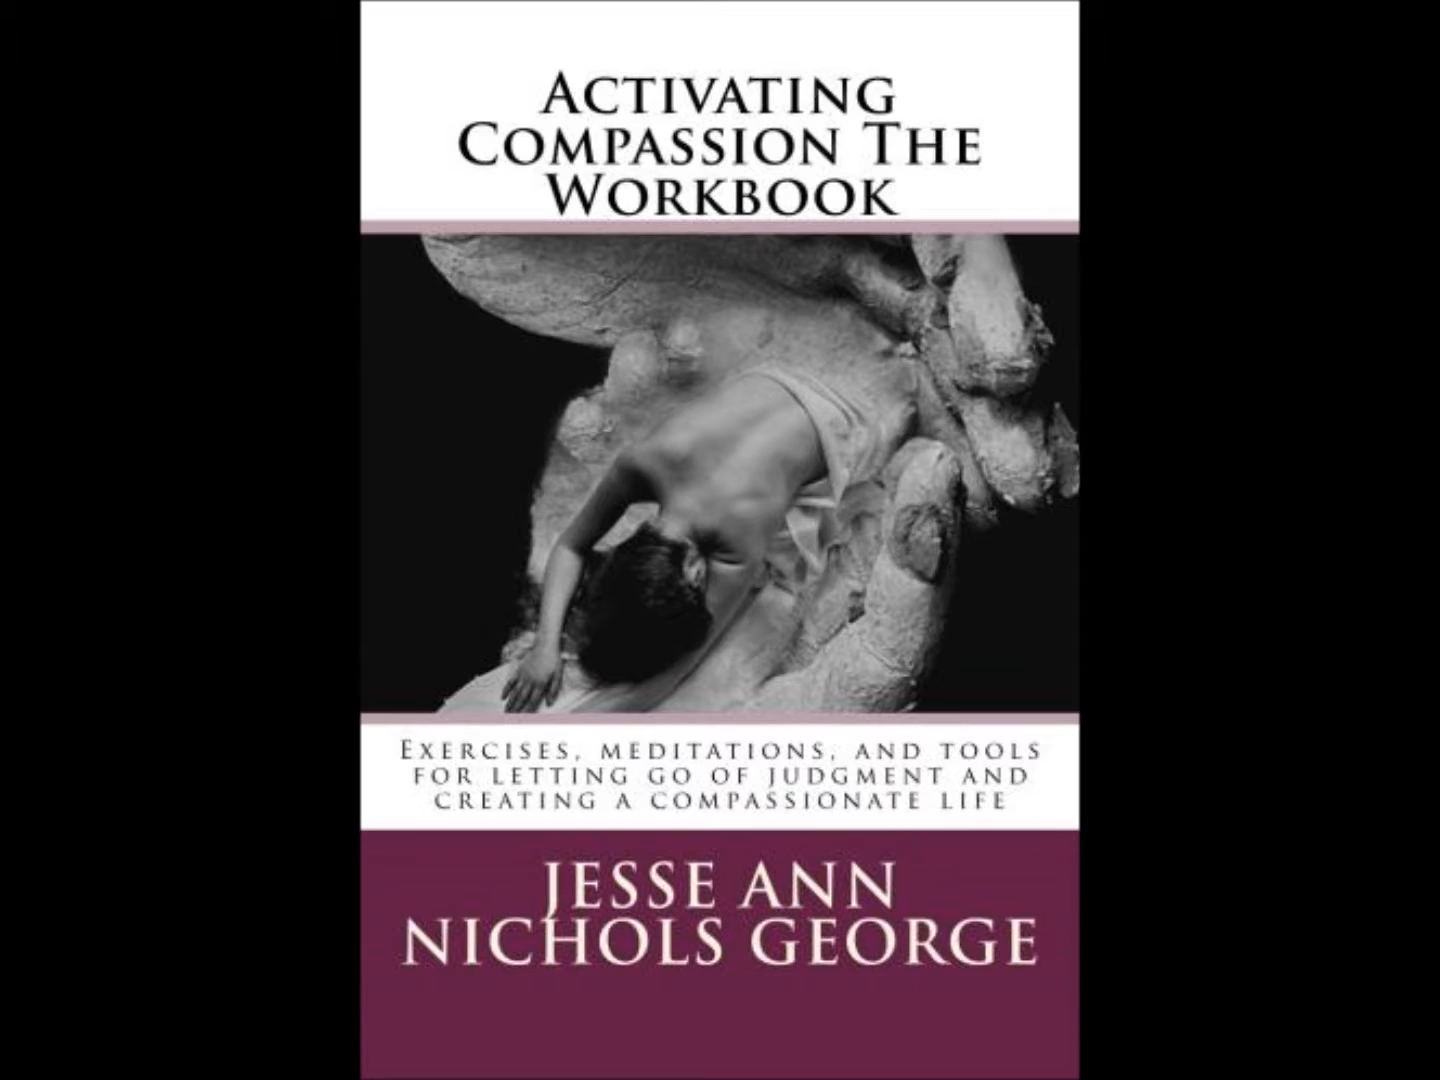 Activating
Compassion The
Workbook
Exercises, meditations, and tools
for letting go of judgment and
creating a compassionate life
Jesse Ann
Nichols George